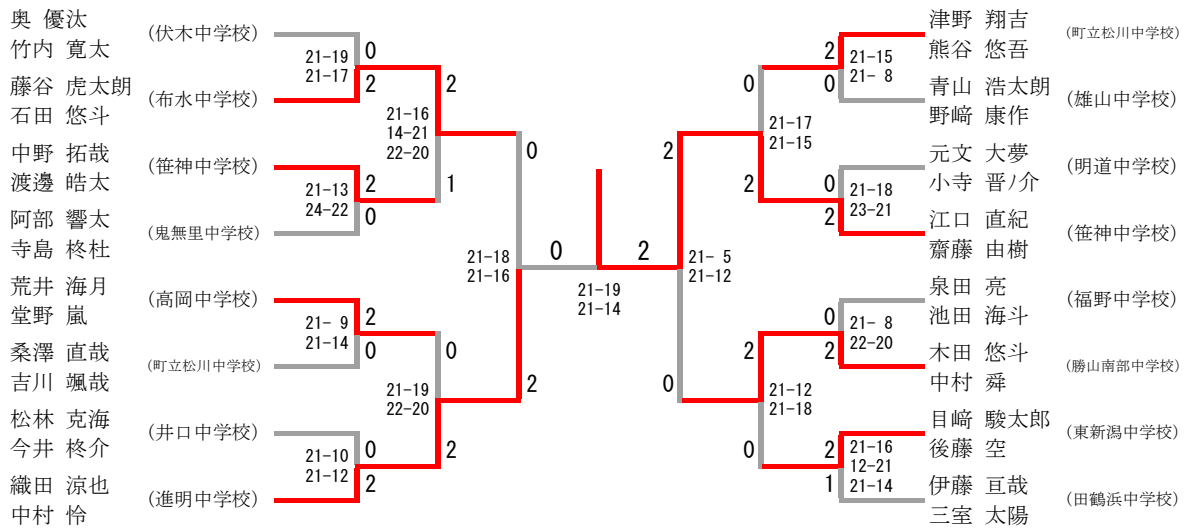 奥 優汰
竹内 寛太
(伏木中学校)
藤谷 虎太朗
石田 悠斗
(布水中学校)
中野 拓哉
渡邊 皓太
(笹神中学校)
阿部 響太
寺島 柊杜
(鬼無里中学校)
荒井 海月
堂野 嵐
(高岡中学校)
桑澤 直哉
吉川 颯哉
(町立松川中学校)
松林 克海
今井 柊介
(井口中学校)
織田 涼也
中村 怜
(進明中学校)
0
21-19
21-17
2
2
21-16
14-21
22-20
1
21-13
24-22
2
0
0
21-18
21-16
2
21- 9
21-14
2
0
0
21-19
22-20
2
0
21-10
21-12
2
0
2
21-19
21-14
2
21- 5
21-12
0
0
21-17
21-15
2
2
21-15
21- 8
0
0
21-18
23-21
2
2
21-12
21-18
0
0
21- 8
22-20
2
2
21-16
12-21
21-14
1
津野 翔吉
熊谷 悠吾
(町立松川中学校)
青山 浩太朗
野﨑 康作
(雄山中学校)
元文 大夢
小寺 晋ﾉ介
(明道中学校)
江口 直紀
齋藤 由樹
(笹神中学校)
泉田 亮
池田 海斗
(福野中学校)
木田 悠斗
中村 舜
(勝山南部中学校)
目﨑 駿太郎
後藤 空
(東新潟中学校)
伊藤 亘哉
三室 太陽
(田鶴浜中学校)